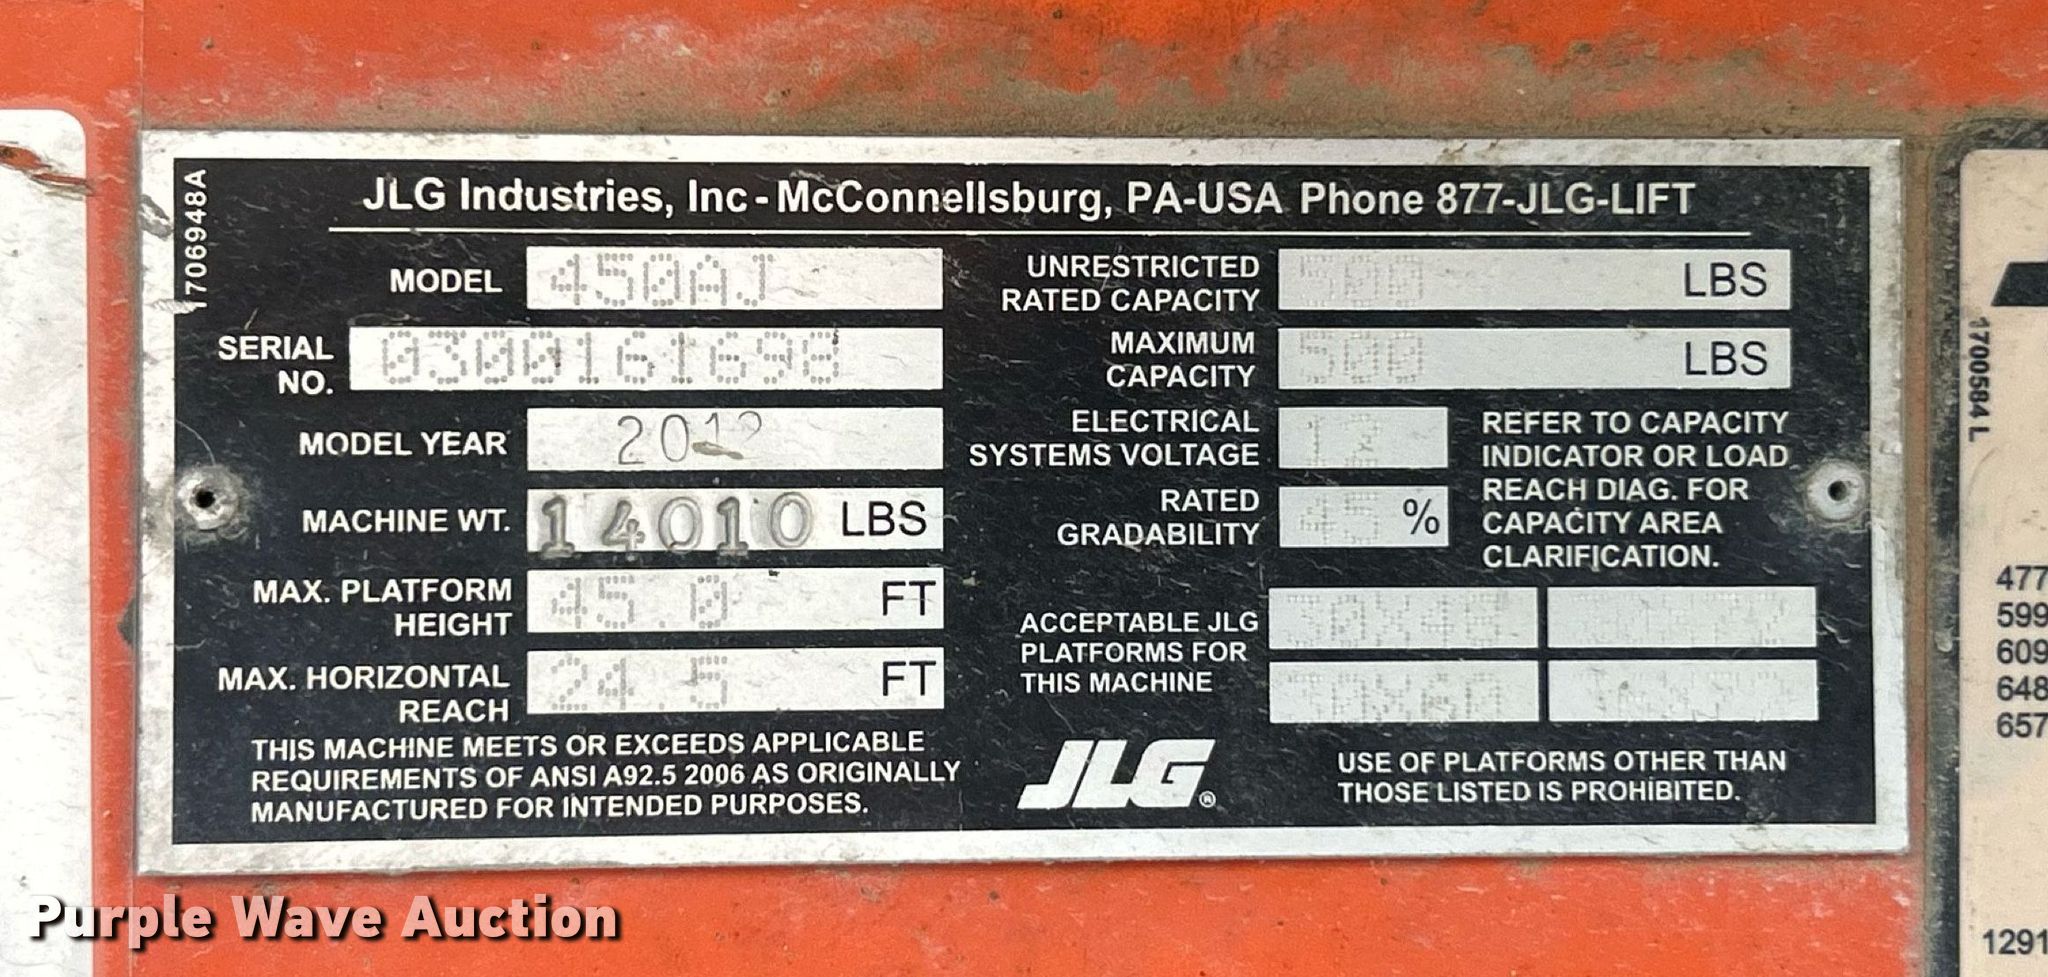 1706948A
JLG Industries, Inc - McConnellsburg, PA-USA Phone 877-JLG-LIFT
MODEL 450AJ
SERIAL NO. 0300161698
MODEL YEAR 2012
MACHINE WT. 14010 LBS
MAX. PLATFORM HEIGHT 45.0 FT
MAX. HORIZONTAL REACH 24.5 FT
THIS MACHINE MEETS OR EXCEEDS APPLICABLE
REQUIREMENTS OF ANSI A92.5 2006 AS ORIGINALLY
MANUFACTURED FOR INTENDED PURPOSES.
UNRESTRICTED RATED CAPACITY 500 LBS
MAXIMUM CAPACITY 500 LBS
ELECTRICAL SYSTEMS VOLTAGE 12
RATED GRADABILITY 45 %
REFER TO CAPACITY
INDICATOR OR LOAD
REACH DIAG. FOR
CAPACITY AREA
CLARIFICATION.
ACCEPTABLE JLG
PLATFORMS FOR
THIS MACHINE
30X48
30X60
JLG®
USE OF PLATFORMS OTHER THAN
THOSE LISTED IS PROHIBITED.
1700584 L
477
599
609
648
657
1291
Purple Wave Auction